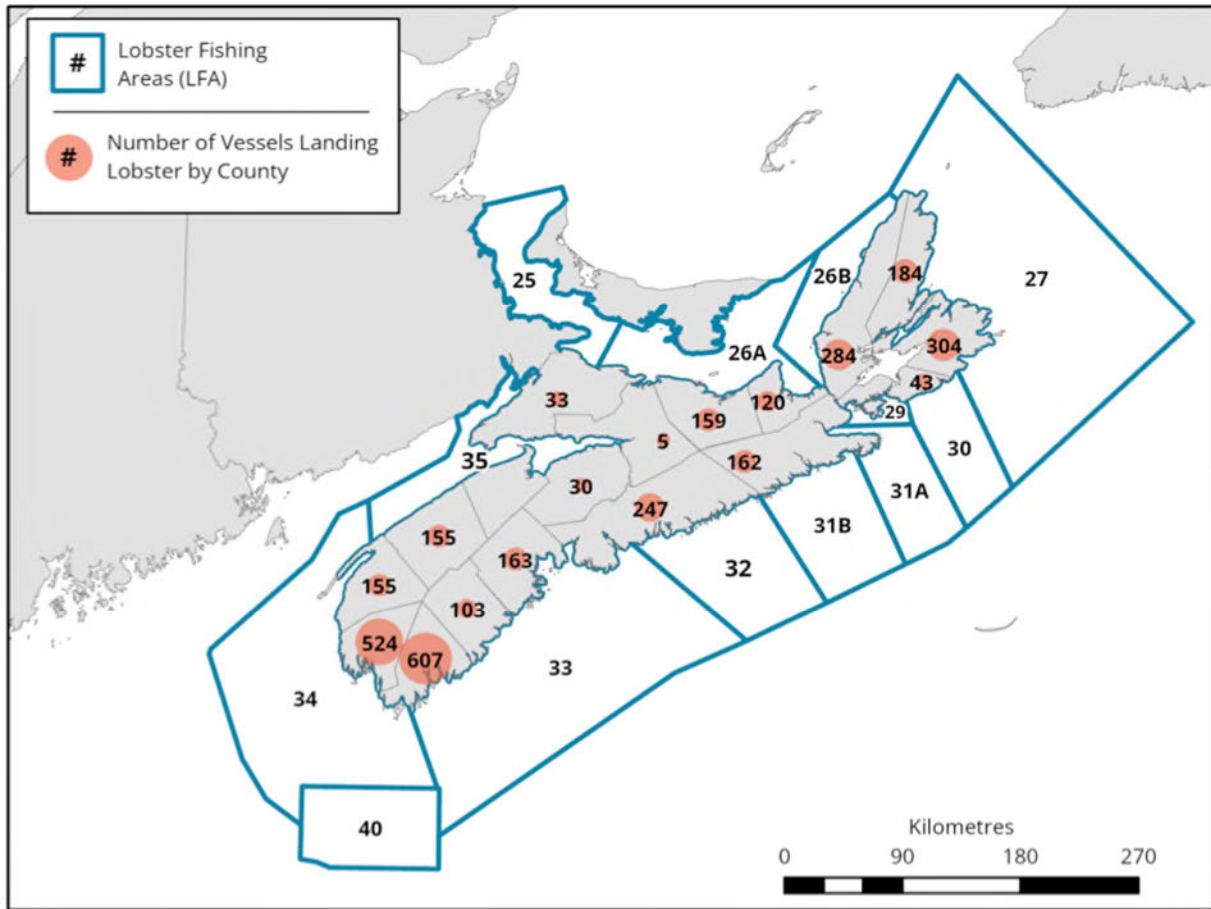 #
Lobster Fishing
Areas (LFA)
#
Number of Vessels Landing
Lobster by County
25
26B
184
27
26A
284
304
43
33
120
29
159
5
162
30
35
30
31A
247
31B
155
163
32
155
103
524
607
33
34
40
Kilometres
0 90 180 270